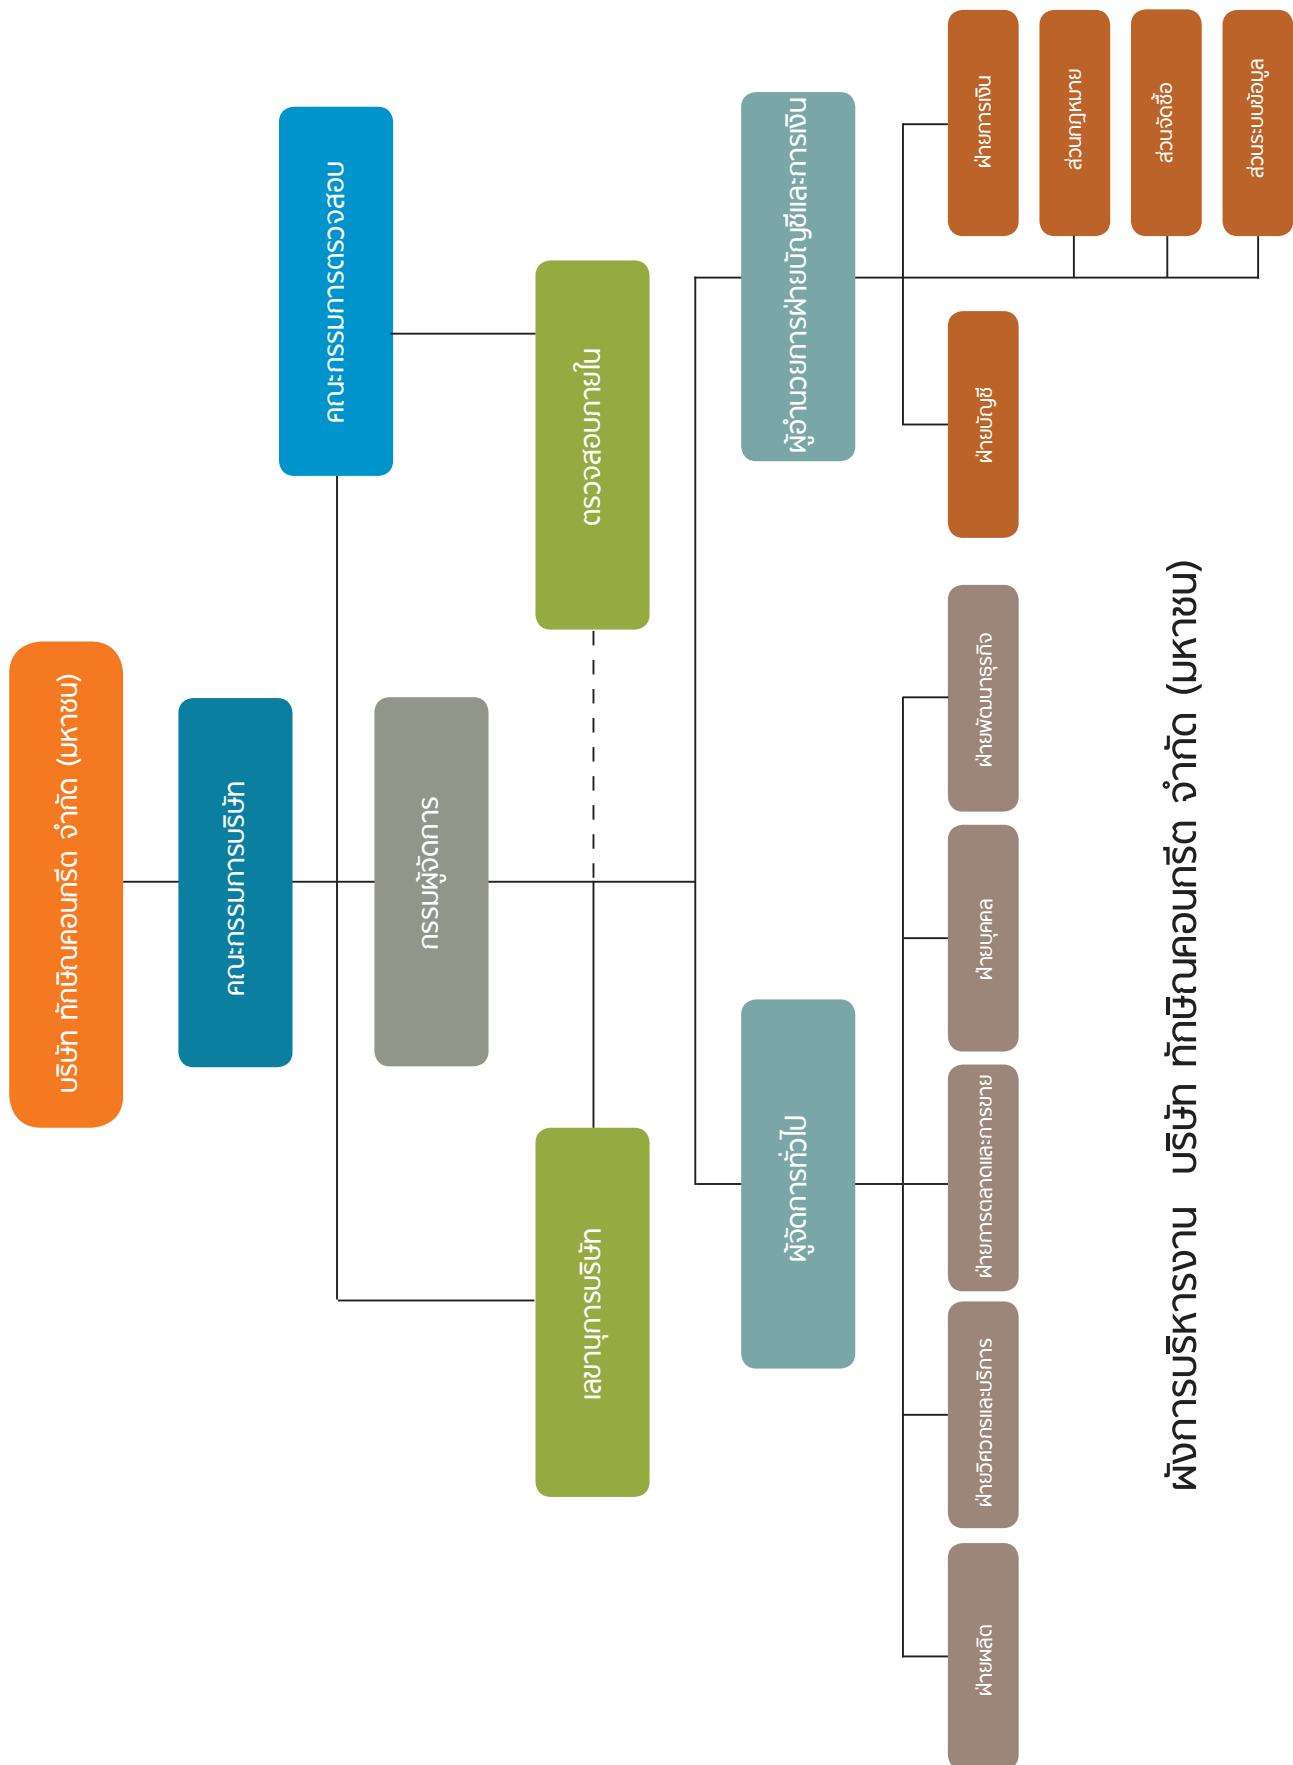 บริษัท ทักษิณคอนกรีต จำกัด (มหาชน)
คณะกรรมการบริษัท
คณะกรรมการตรวจสอบ
กรรมผู้จัดการ
เลขานุการบริษัท
ตรวจสอบภายใน
ผู้จัดการทั่วไป
ผู้อำนวยการฝ่ายบัญชีและการเงิน
ฝ่ายผลิต
ฝ่ายวิศวกรและบริการ
ฝ่ายการตลาดและการขาย
ฝ่ายบุคคล
ฝ่ายพัฒนาธุรกิจ
ฝ่ายบัญชี
ฝ่ายการเงิน
ส่วนกฎหมาย
ส่วนจัดซื้อ
ส่วนระบบข้อมูล
ผังการบริหารงาน บริษัท ทักษิณคอนกรีต จำกัด (มหาชน)